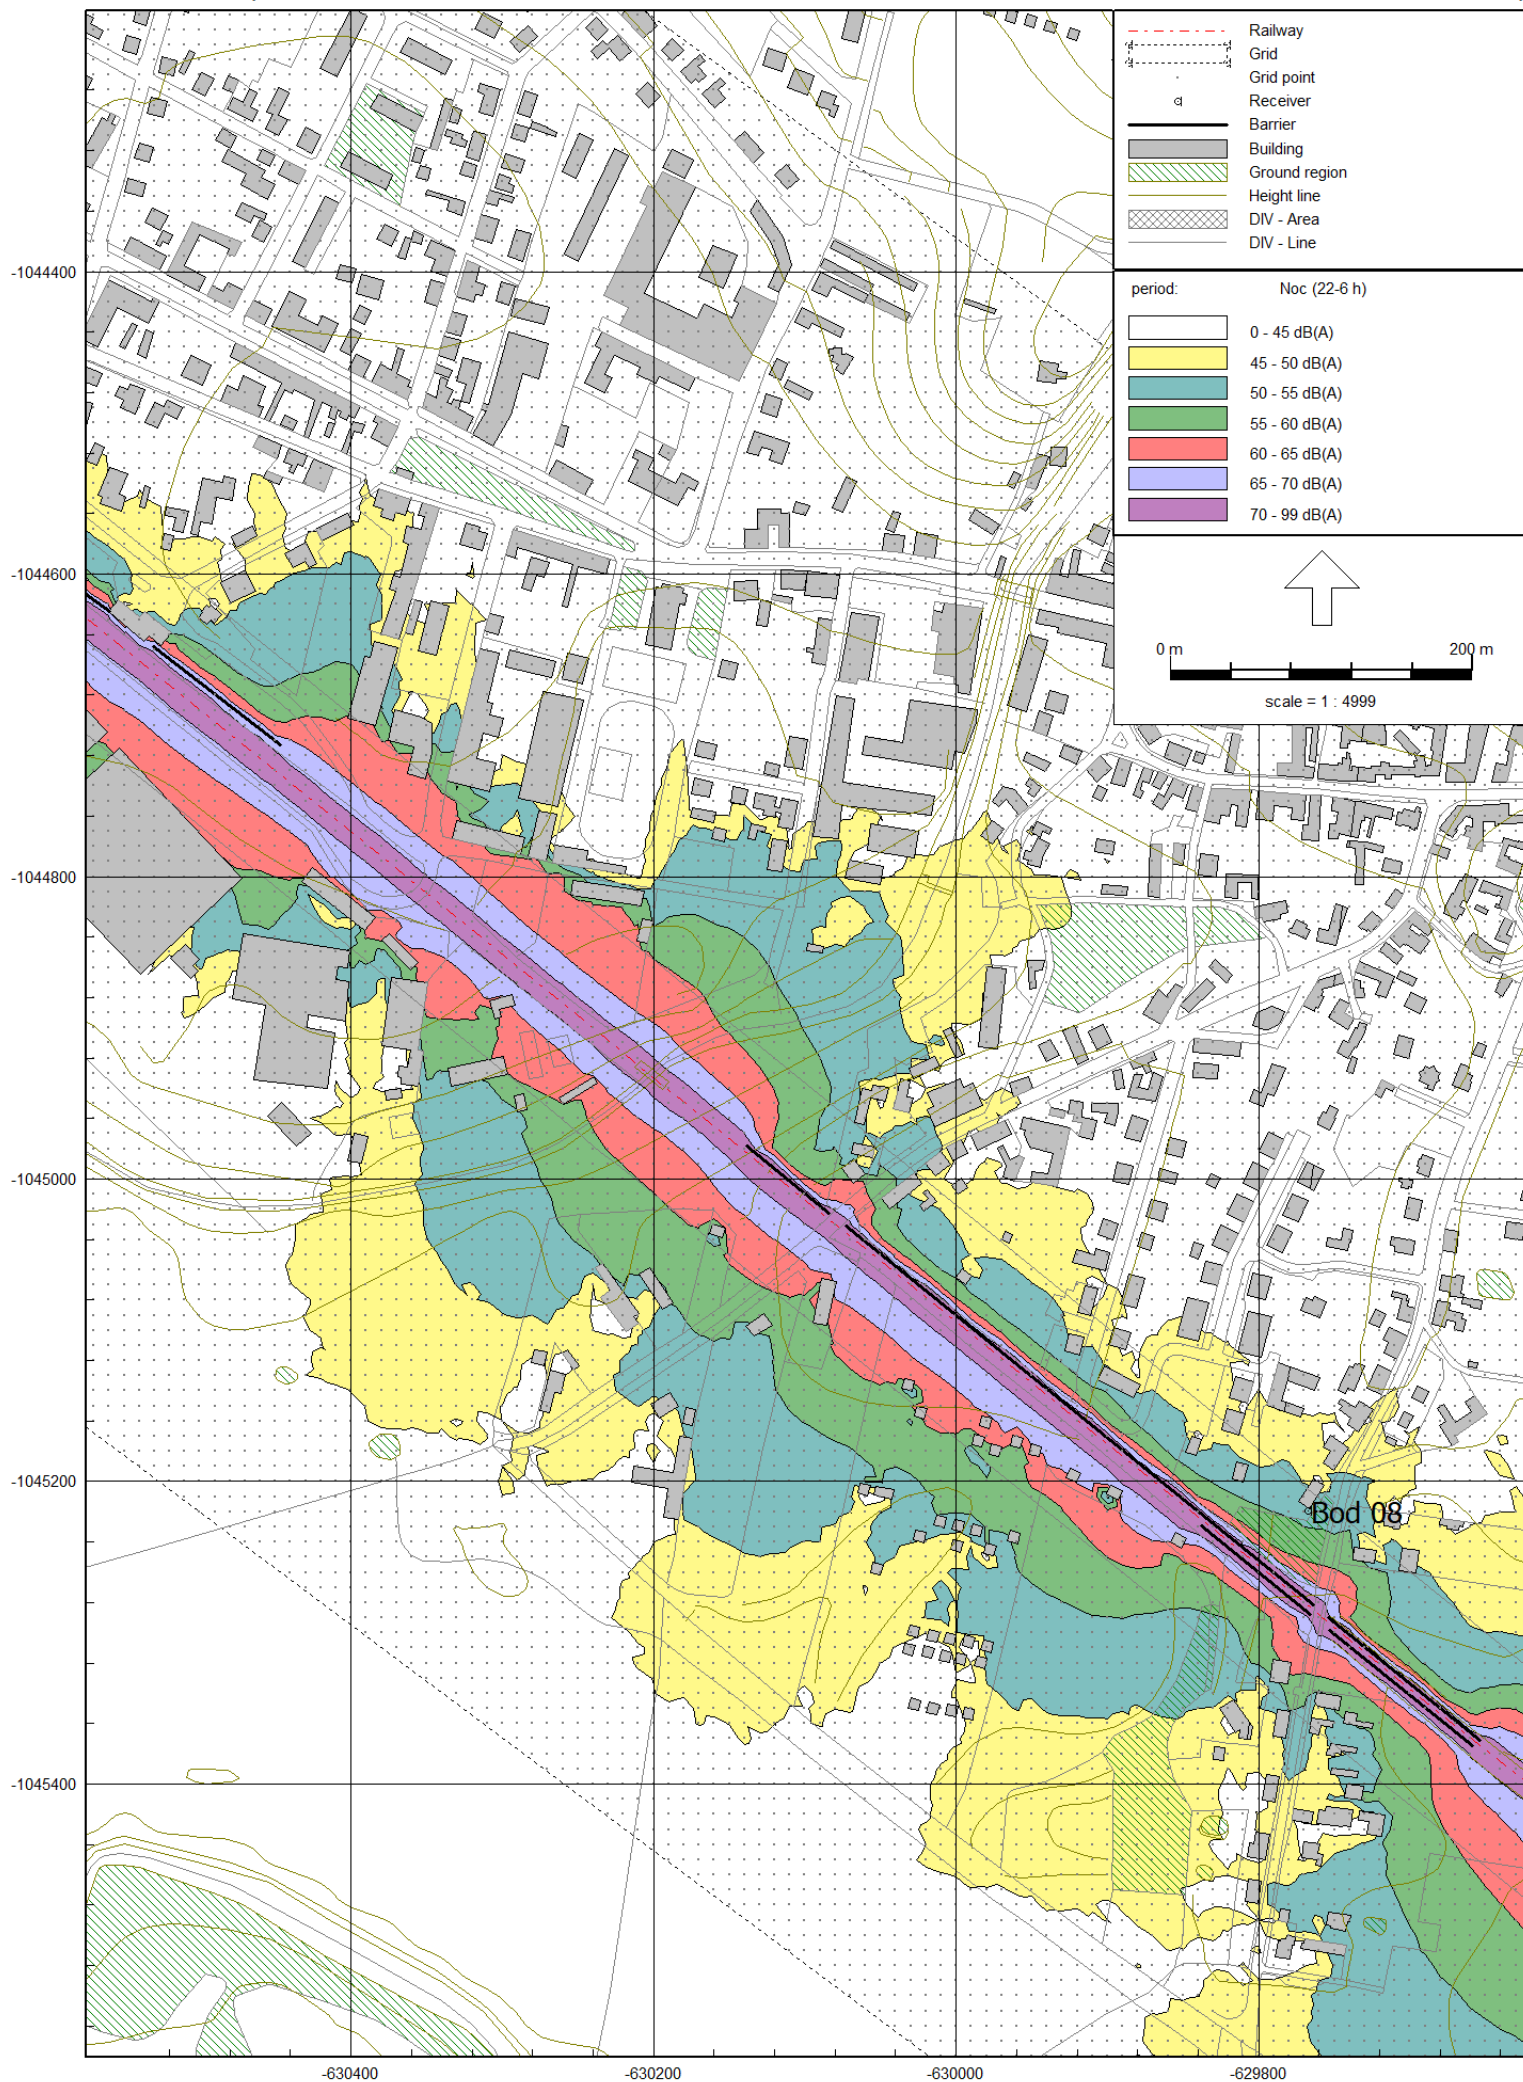 Railway
Grid
Grid point
Receiver
Barrier
Building
Ground region
Height line
DIV - Area
DIV - Line
period: Noc (22-6 h)
0 - 45 dB(A)
45 - 50 dB(A)
50 - 55 dB(A)
55 - 60 dB(A)
60 - 65 dB(A)
65 - 70 dB(A)
70 - 99 dB(A)
0 m 200 m
scale = 1 : 4999
-1044400
-1044600
-1044800
-1045000
-1045200
-1045400
Bod 08
-630400 -630200 -630000 -629800